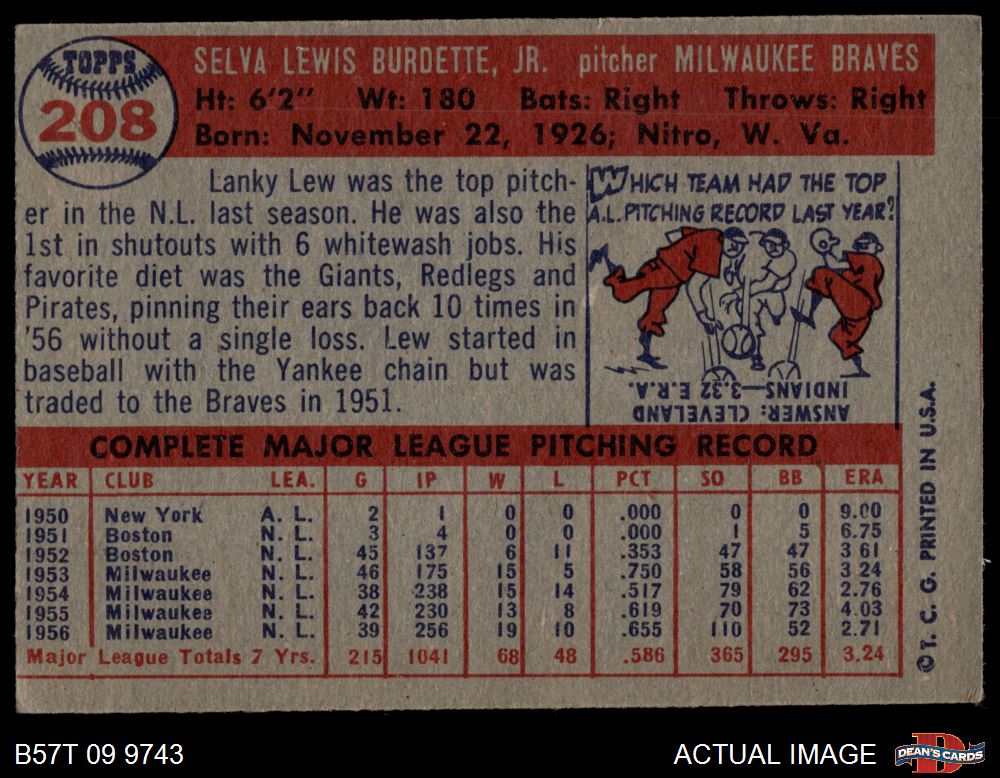 TOPPS
208
SELVA LEWIS BURDETTE, JR. pitcher MILWAUKEE BRAVES
Ht: 6'2" Wt: 180 Bats: Right Throws: Right
Born: November 22, 1926; Nitro, W. Va.
Lanky Lew was the top pitch-
er in the N.L. last season. He was also the
1st in shutouts with 6 whitewash jobs. His
favorite diet was the Giants, Redlegs and
Pirates, pinning their ears back 10 times in
'56 without a single loss. Lew started in
baseball with the Yankee chain but was
traded to the Braves in 1951.
WHICH TEAM HAD THE TOP
A.L. PITCHING RECORD LAST YEAR?
ANSWER: CLEVELAND
INDIANS—3.32 E.R.A.
COMPLETE MAJOR LEAGUE PITCHING RECORD
YEAR CLUB LEA. G IP W L PCT SO BB ERA
1950 New York A. L. 2 1 0 0 .000 0 0 9.00
1951 Boston N. L. 3 4 0 0 .000 1 5 6.75
1952 Boston N. L. 45 137 6 11 .353 47 47 3 61
1953 Milwaukee N. L. 46 175 15 5 .750 58 56 3.24
1954 Milwaukee N. L. 38 238 15 14 .517 79 62 2.76
1955 Milwaukee N. L. 42 230 13 8 .619 70 73 4.03
1956 Milwaukee N. L. 39 256 19 10 .655 110 52 2.71
Major League Totals 7 Yrs. 215 1041 68 48 .586 365 295 3.24
©T. C. G. PRINTED IN U.S.A.
B57T 09 9743
ACTUAL IMAGE
DEAN'S CARDS